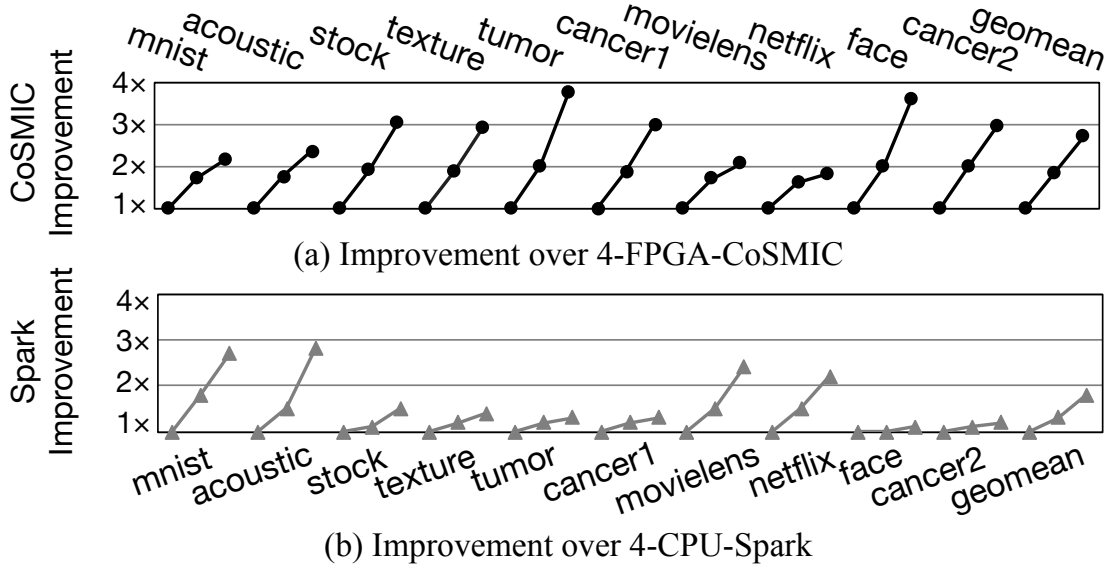 mnist
acoustic
stock
texture
tumor
cancer1
movielens
netflix
face
cancer2
geomean
CoSMIC
Improvement
4×
3×
2×
1×
(a) Improvement over 4-FPGA-CoSMIC
Spark
Improvement
4×
3×
2×
1×
mnist
acoustic
stock
texture
tumor
cancer1
movielens
netflix
face
cancer2
geomean
(b) Improvement over 4-CPU-Spark